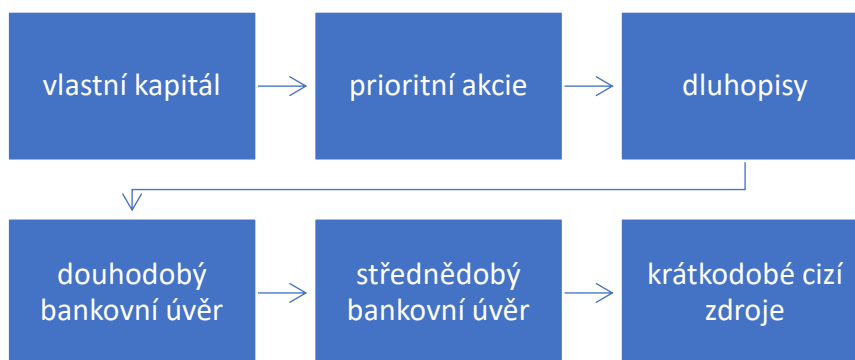 vlastní kapitál
prioritní akcie
dluhopisy
douhodobý
bankovní úvěr
střednědobý
bankovní úvěr
krátkodobé cizí
zdroje